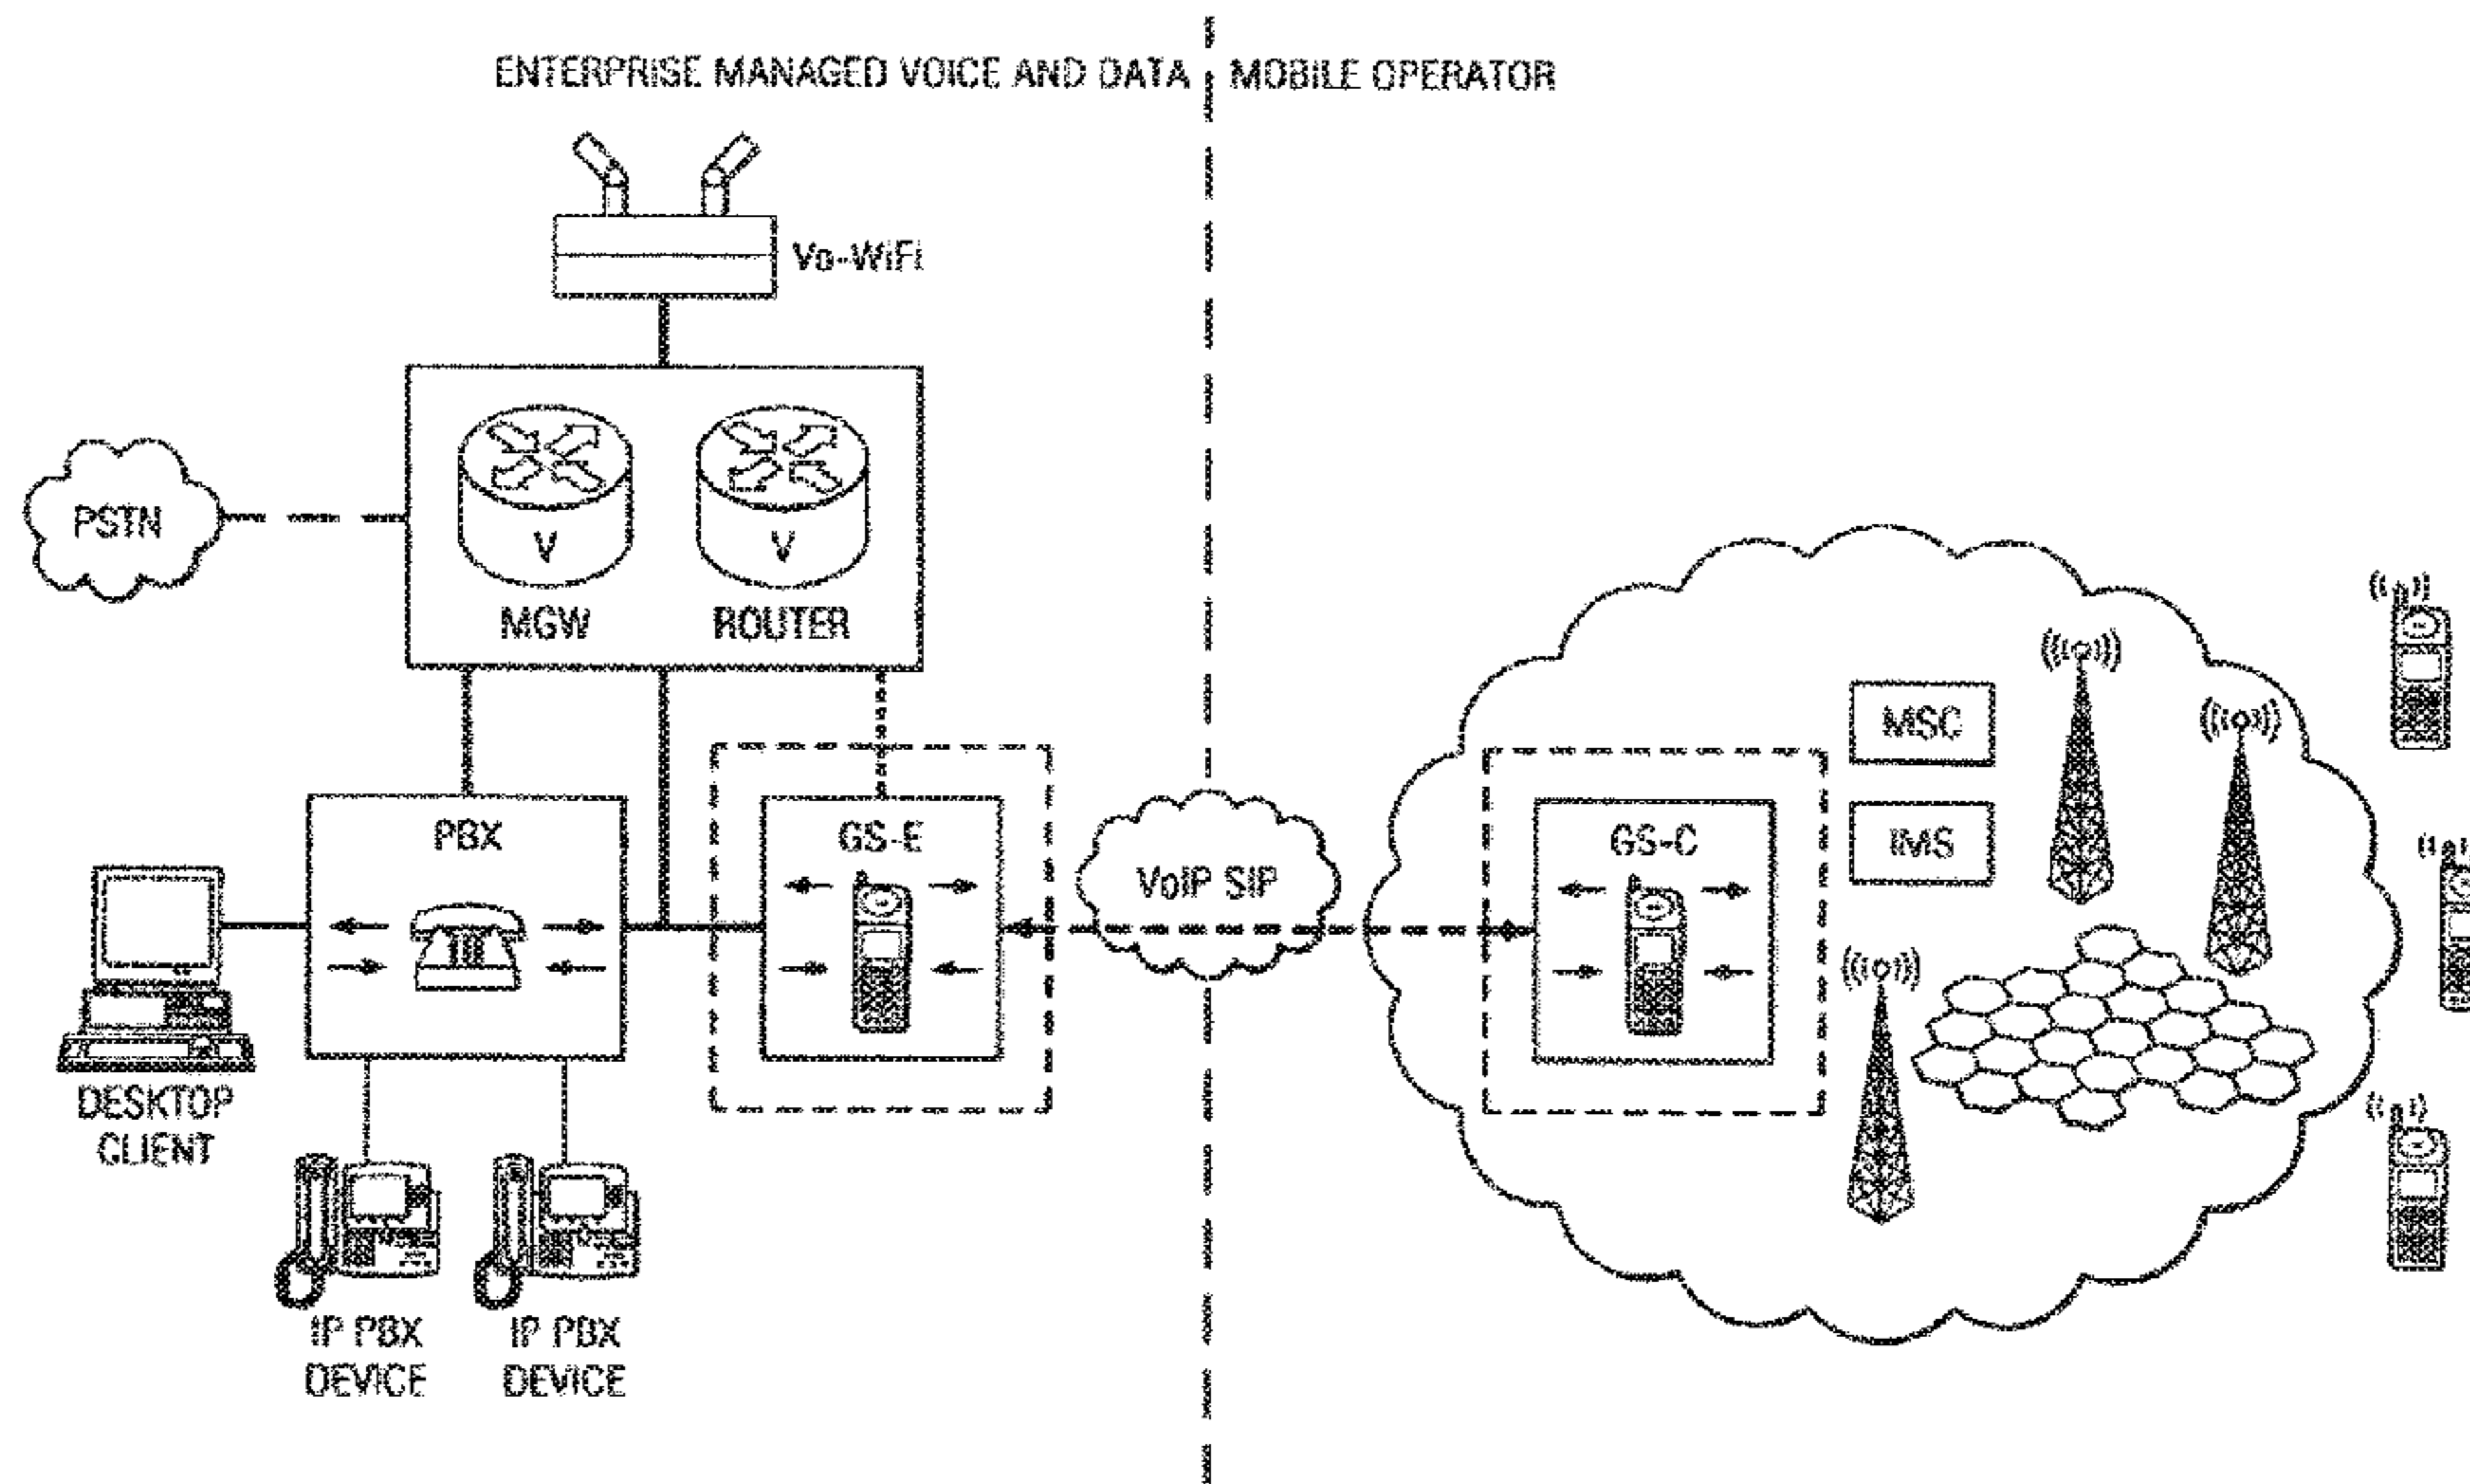 ENTERPRISE MANAGED VOICE AND DATA
MOBILE OPERATOR
Vo-WiFi
PSTN
V
V
MGW
ROUTER
MSC
PBX
GS-E
VoIP SIP
GS-C
IMS
DESKTOP
CLIENT
IP PBX
DEVICE
IP PBX
DEVICE